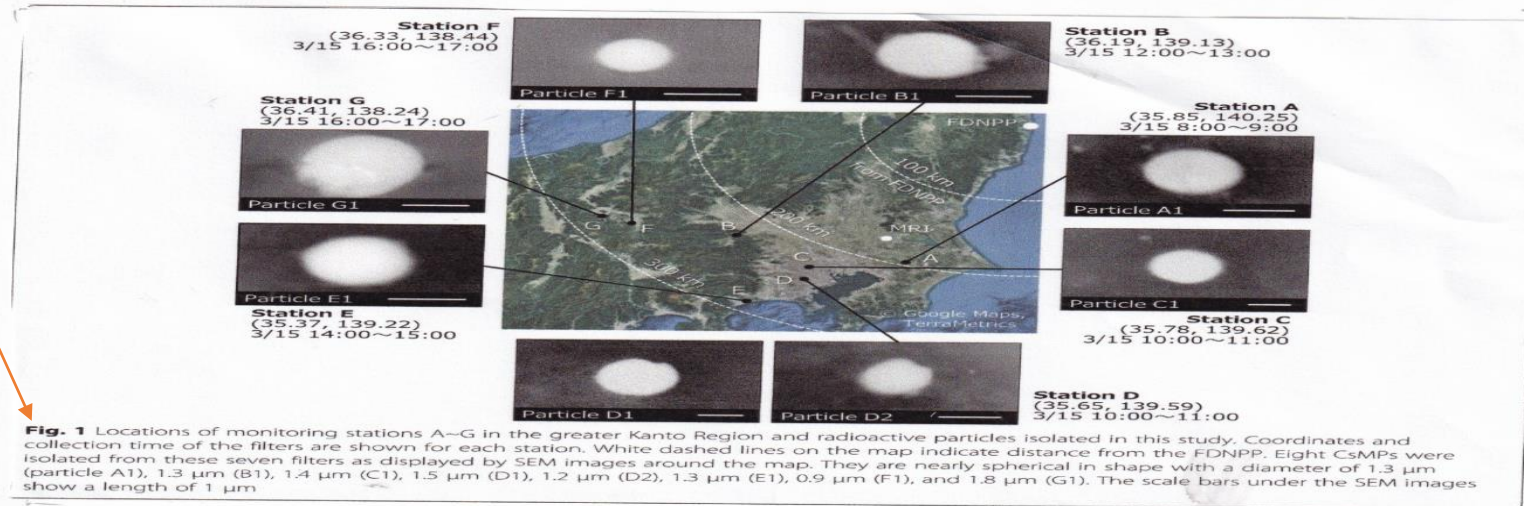 Station F
(36.33, 138.44)
3/15 16:00~17:00
Particle F1
Particle B1
Station B
(36.19, 139.13)
3/15 12:00~13:00
Station G
(36.41, 138.24)
3/15 16:00~17:00
Particle G1
Station A
(35.85, 140.25)
3/15 8:00~9:00
Particle A1
FDNPP
100 km
from FDNPP
200 km
300 km
MRI
G
F
B
C
A
D
E
© Google Maps,
TerraMetrics
Particle E1
Station E
(35.37, 139.22)
3/15 14:00~15:00
Particle C1
Station C
(35.78, 139.62)
3/15 10:00~11:00
Particle D1
Particle D2
Station D
(35.65, 139.59)
3/15 10:00~11:00
Fig. 1 Locations of monitoring stations A~G in the greater Kanto Region and radioactive particles isolated in this study. Coordinates and
collection time of the filters are shown for each station. White dashed lines on the map indicate distance from the FDNPP. Eight CsMPs were
isolated from these seven filters as displayed by SEM images around the map. They are nearly spherical in shape with a diameter of 1.3 μm
(particle A1), 1.3 μm (B1), 1.4 μm (C1), 1.5 μm (D1), 1.2 μm (D2), 1.3 μm (E1), 0.9 μm (F1), and 1.8 μm (G1). The scale bars under the SEM images
show a length of 1 μm